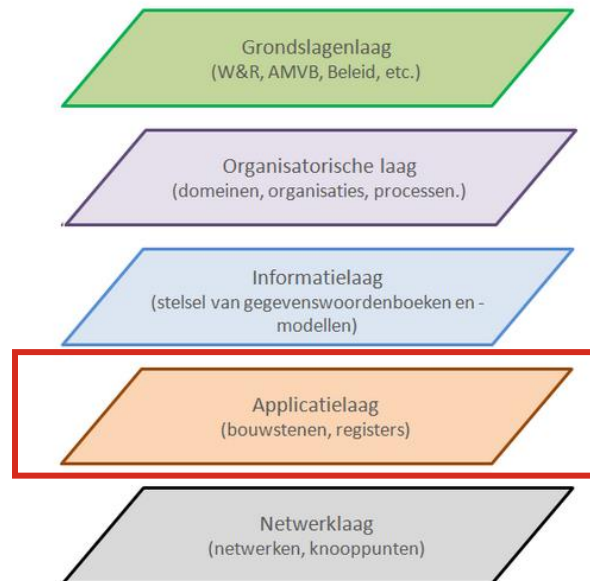 Grondslagenlaag
(W&R, AMVB, Beleid, etc.)
Organisatorische laag
(domeinen, organisaties, processen.)
Informatielaag
(stelsel van gegevenswoordenboeken en -
modellen)
Applicatielaag
(bouwstenen, registers)
Netwerklaag
(netwerken, knooppunten)